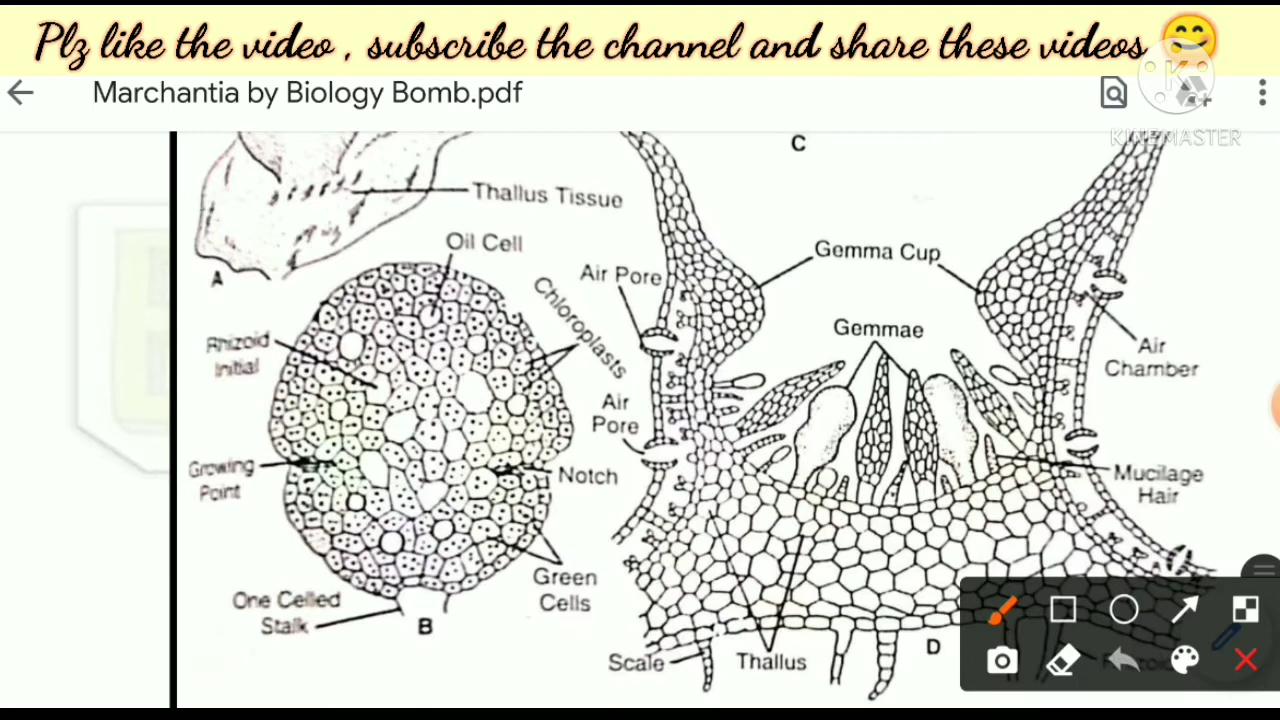 Plz like the video , subscribe the channel and share these videos
Marchantia by Biology Bomb.pdf
KINEMASTER
C
Thallus Tissue
A
Oil Cell
Chloroplasts
Rhizoid
Initial
Growing
Point
Notch
Green
Cells
One Celled
Stalk
B
Air Pore
Gemma Cup
Gemmae
Air
Chamber
Air
Pore
Mucilage
Hair
Scale
Thallus
D